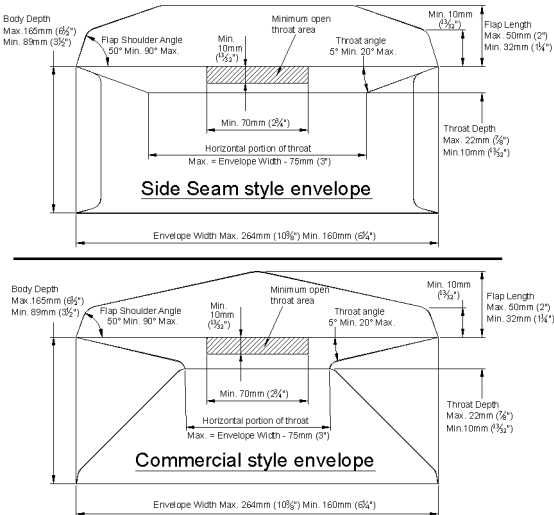 Body Depth
Max.165mm (6½")
Min. 89mm (3½")
Flap Shoulder Angle
50° Min. 90° Max.
Min.
10mm
(13/32")
Minimum open
throat area
Throat angle
5° Min. 20° Max.
Min. 10mm
(13/32")
Flap Length
Max. 50mm (2")
Min. 32mm (1¼")
Min. 70mm (2¾")
Throat Depth
Max. 22mm (⅞")
Min.10mm (13/32")
Horizontal portion of throat
Max. = Envelope Width - 75mm (3")
Side Seam style envelope
Envelope Width Max. 264mm (10⅜") Min. 160mm (6¼")
Body Depth
Max.165mm (6½")
Min. 89mm (3½")
Flap Shoulder Angle
50° Min. 90° Max.
Min.
10mm
(13/32")
Minimum open
throat area
Throat angle
5° Min. 20° Max.
Min. 10mm
(13/32")
Flap Length
Max. 50mm (2")
Min. 32mm (1¼")
Min. 70mm (2¾")
Throat Depth
Max. 22mm (⅞")
Min.10mm (13/32")
Horizontal portion of throat
Max. = Envelope Width - 75mm (3")
Commercial style envelope
Envelope Width Max. 264mm (10⅜") Min. 160mm (6¼")